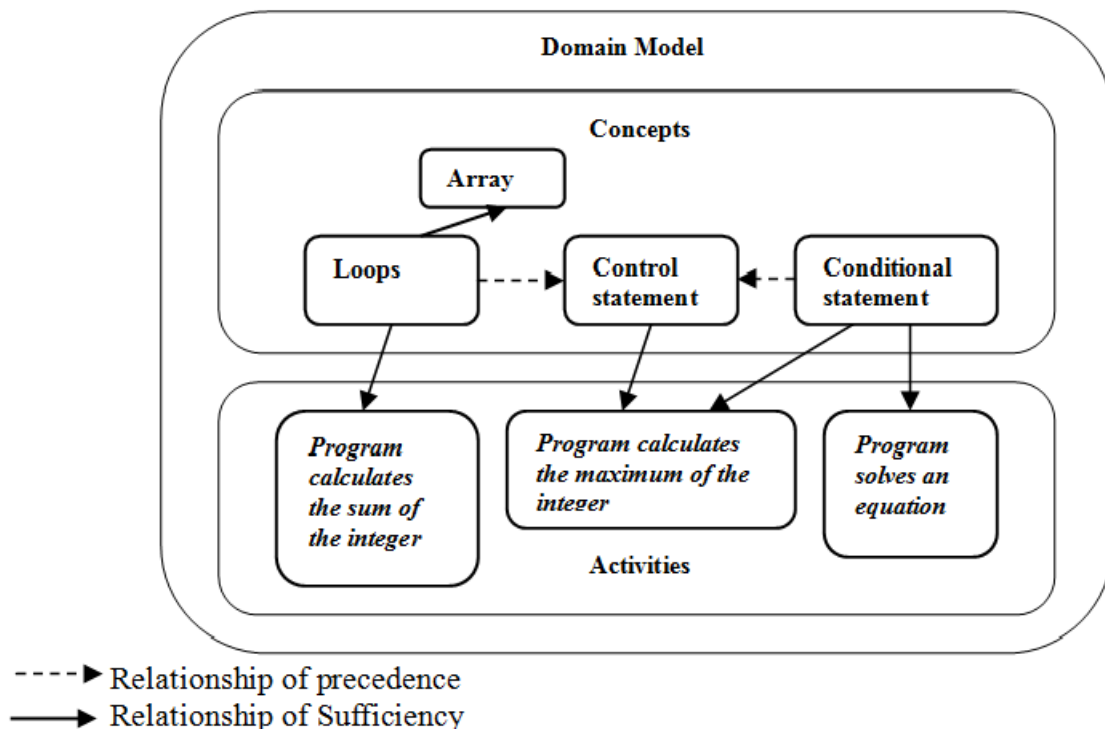 Domain Model
Concepts
Array
Loops
Control
statement
Conditional
statement
Program
calculates
the sum of
the integer
Program calculates
the maximum of the
integer
Program
solves an
equation
Activities
Relationship of precedence
Relationship of Sufficiency